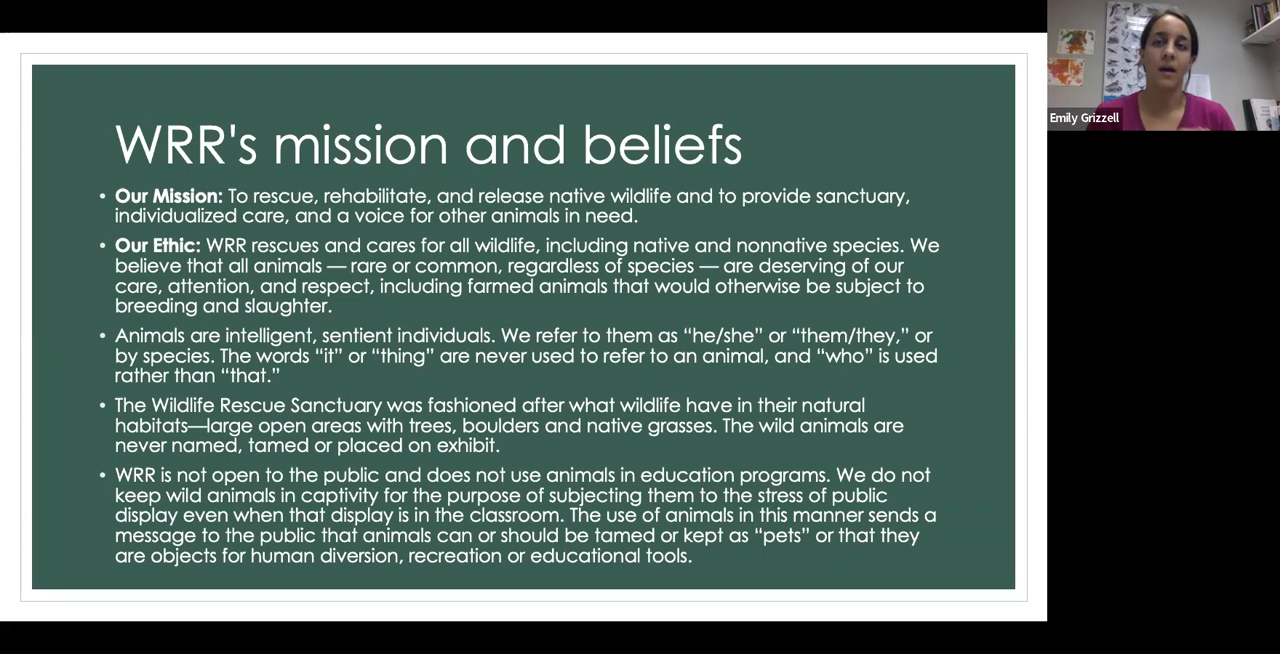 WRR's mission and beliefs
• Our Mission: To rescue, rehabilitate, and release native wildlife and to provide sanctuary,
individualized care, and a voice for other animals in need.
• Our Ethic: WRR rescues and cares for all wildlife, including native and nonnative species. We
believe that all animals — rare or common, regardless of species — are deserving of our
care, attention, and respect, including farmed animals that would otherwise be subject to
breeding and slaughter.
• Animals are intelligent, sentient individuals. We refer to them as “he/she” or “them/they,” or
by species. The words “it” or “thing” are never used to refer to an animal, and “who” is used
rather than “that.”
• The Wildlife Rescue Sanctuary was fashioned after what wildlife have in their natural
habitats—large open areas with trees, boulders and native grasses. The wild animals are
never named, tamed or placed on exhibit.
• WRR is not open to the public and does not use animals in education programs. We do not
keep wild animals in captivity for the purpose of subjecting them to the stress of public
display even when that display is in the classroom. The use of animals in this manner sends a
message to the public that animals can or should be tamed or kept as “pets” or that they
are objects for human diversion, recreation or educational tools.
Emily Grizzell